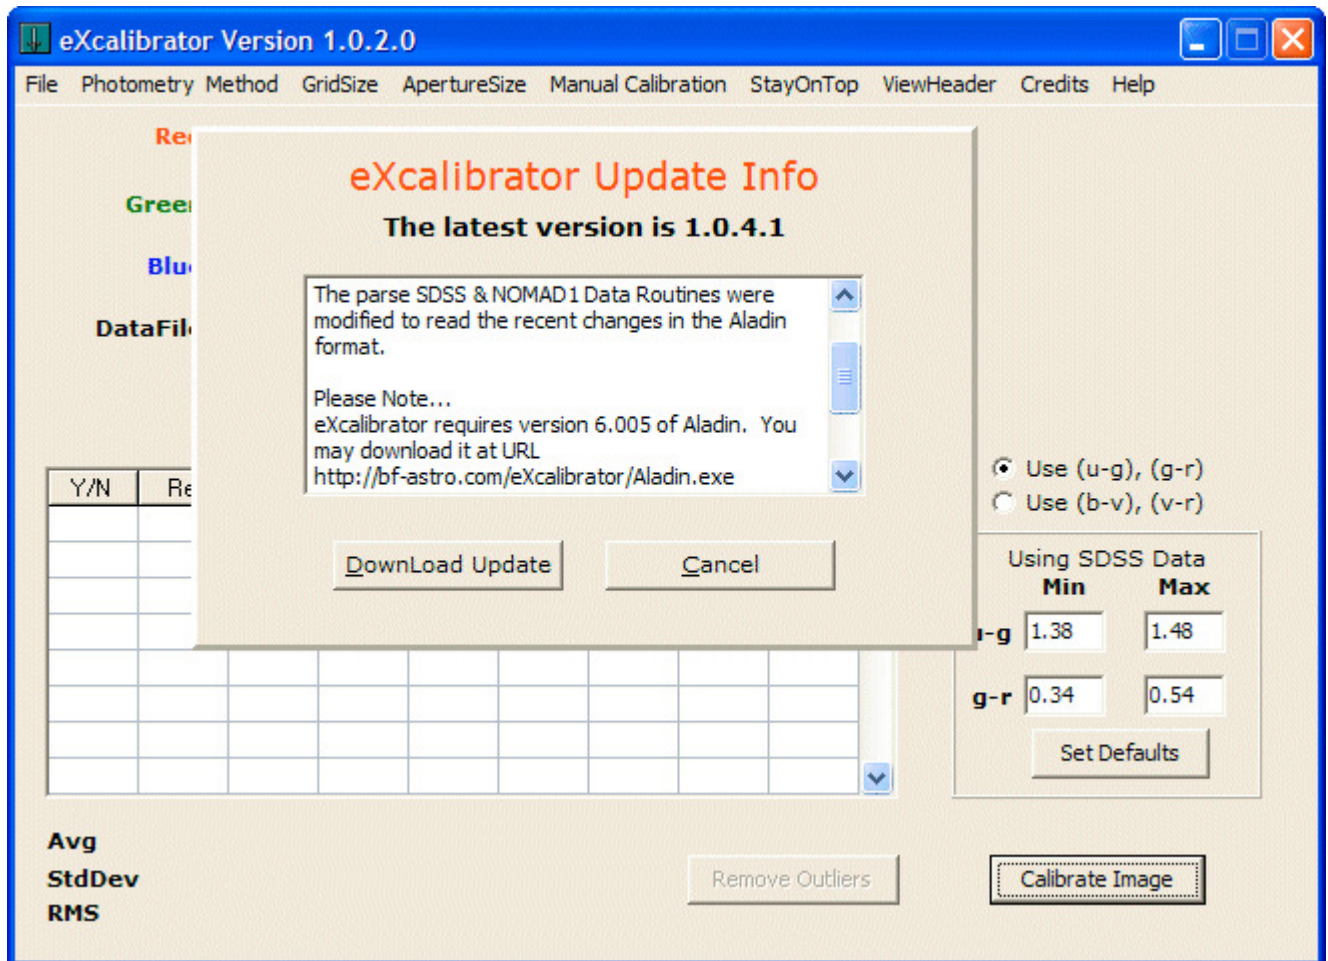 eXcalibrator Version 1.0.2.0
File Photometry Method GridSize ApertureSize Manual Calibration StayOnTop ViewHeader Credits Help
eXcalibrator Update Info
The latest version is 1.0.4.1
The parse SDSS & NOMAD1 Data Routines were
modified to read the recent changes in the Aladin
format.
Please Note...
eXcalibrator requires version 6.005 of Aladin. You
may download it at URL
http://bf-astro.com/eXcalibrator/Aladin.exe
DownLoad Update Cancel
Y/N
Use (u-g), (g-r)
Use (b-v), (v-r)
Using SDSS Data
Min Max
u-g 1.38 1.48
g-r 0.34 0.54
Set Defaults
Avg
StdDev
RMS
Remove Outliers
Calibrate Image